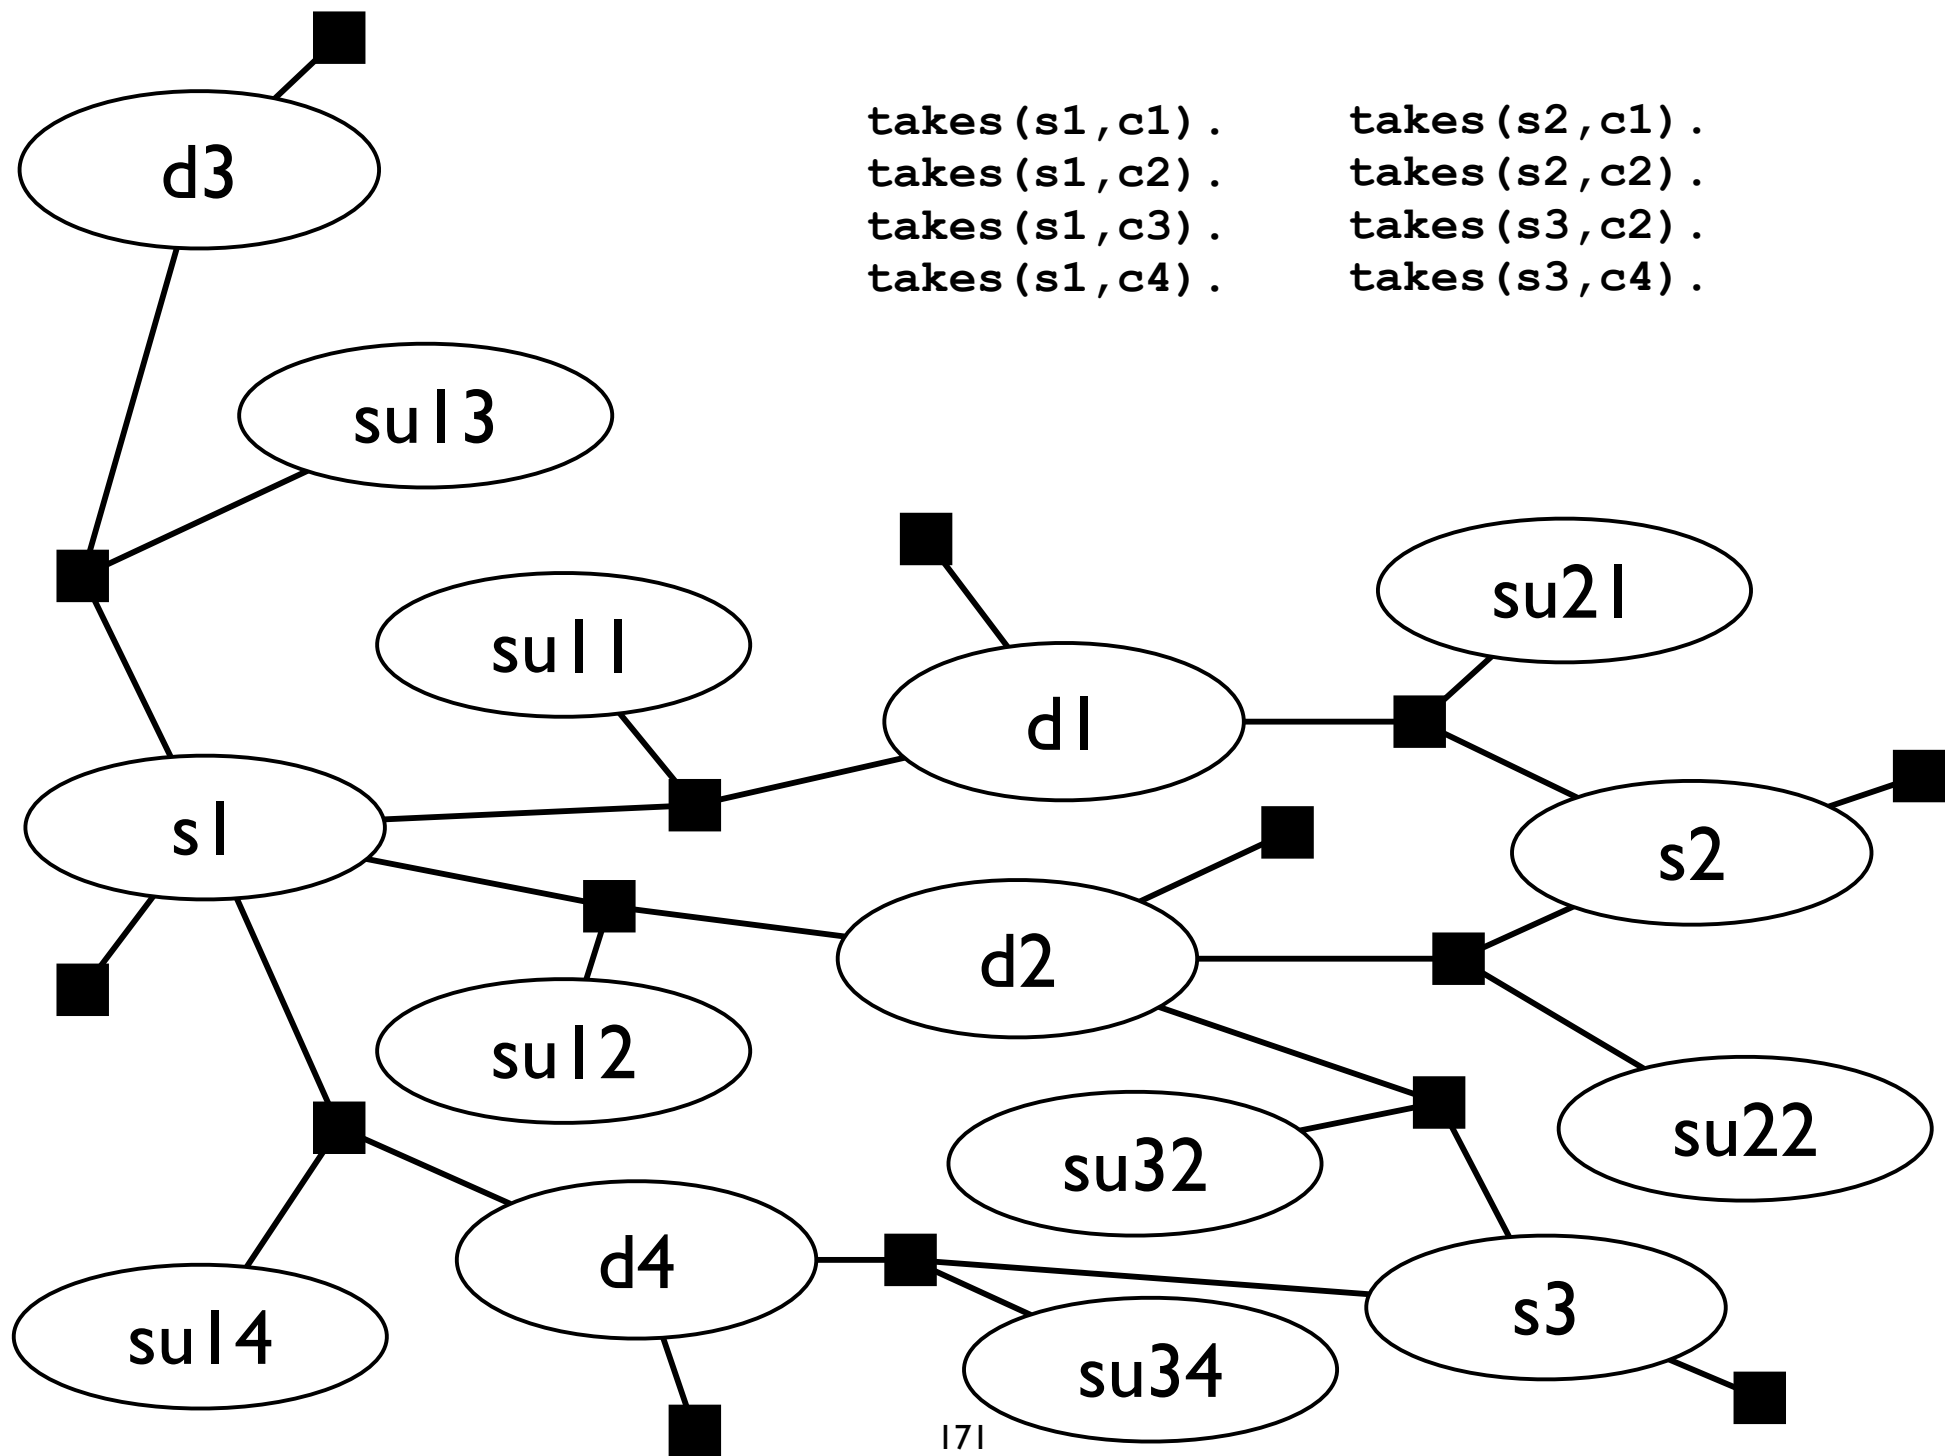 d3
takes(s1,c1). takes(s2,c1).
takes(s1,c2). takes(s2,c2).
takes(s1,c3). takes(s3,c2).
takes(s1,c4). takes(s3,c4).
su13
su11
d1
su21
s1
s2
d2
su12
su32
su22
d4
su14
s3
su34
171